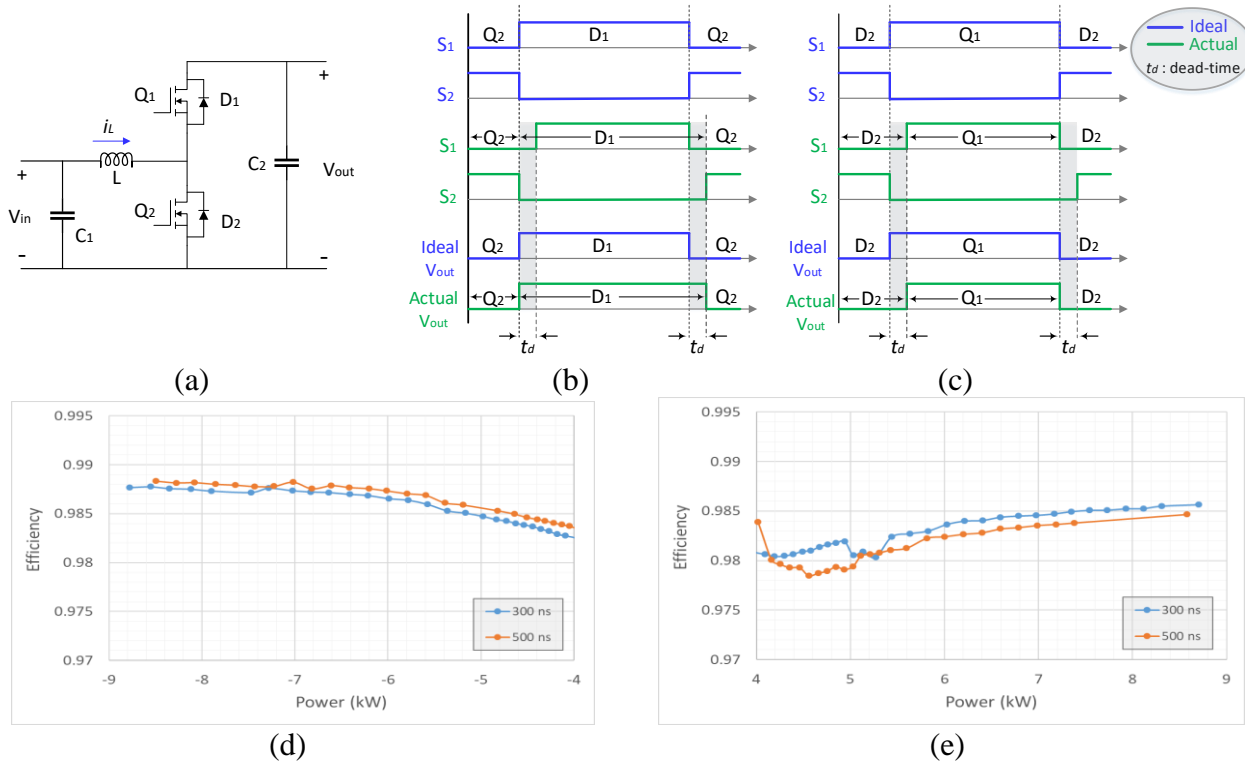 Q1
D1
iL
L
C2
Vout
+
+
Vin
C1
Q2
D2
-
-
(a)
S1
Q2
D1
Q2
S2
S1
Q2
D1
Q2
S2
Ideal
Vout
Q2
D1
Q2
Actual
Vout
Q2
D1
Q2
td
td
(b)
S1
D2
Q1
D2
S2
S1
D2
Q1
D2
S2
Ideal
Vout
D2
Q1
D2
Actual
Vout
D2
Q1
D2
td
td
(c)
Ideal
Actual
td : dead-time
0.995
0.99
0.985
0.98
0.975
0.97
Efficiency
-9 -8 -7 -6 -5 -4
Power (kW)
300 ns
500 ns
(d)
0.995
0.99
0.985
0.98
0.975
0.97
Efficiency
4 5 6 7 8 9
Power (kW)
300 ns
500 ns
(e)